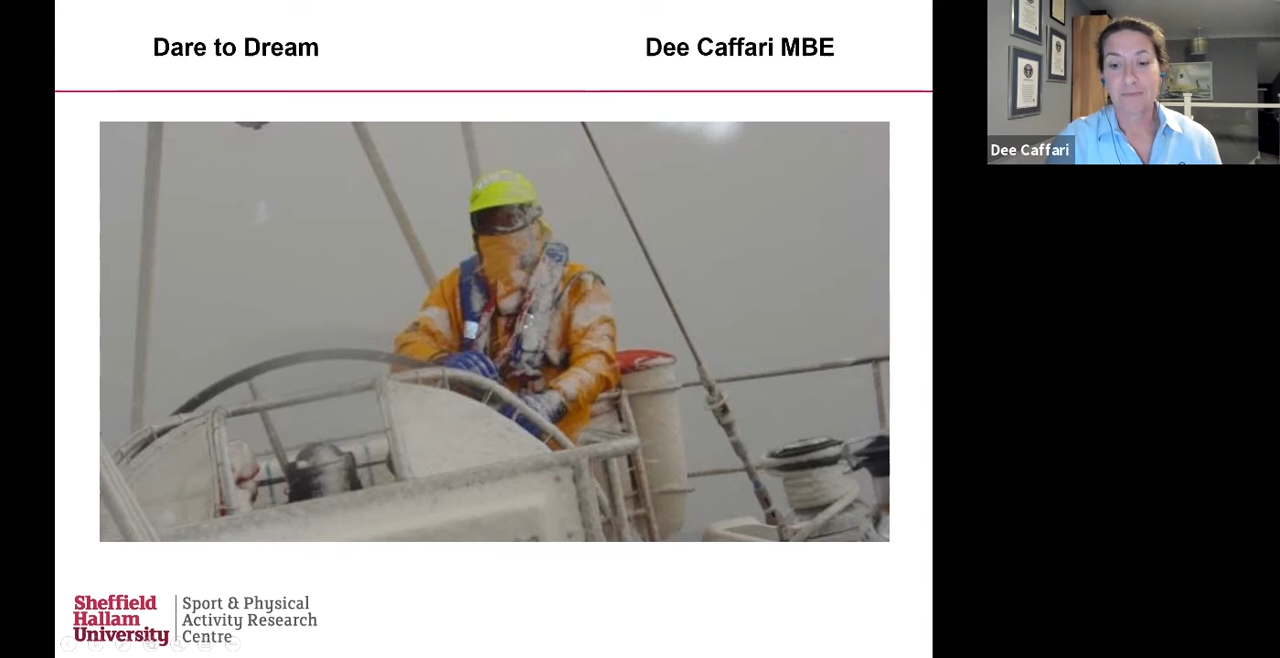 Dare to Dream
Dee Caffari MBE
Dee Caffari
Sheffield
Hallam
University
Sport & Physical
Activity Research
Centre